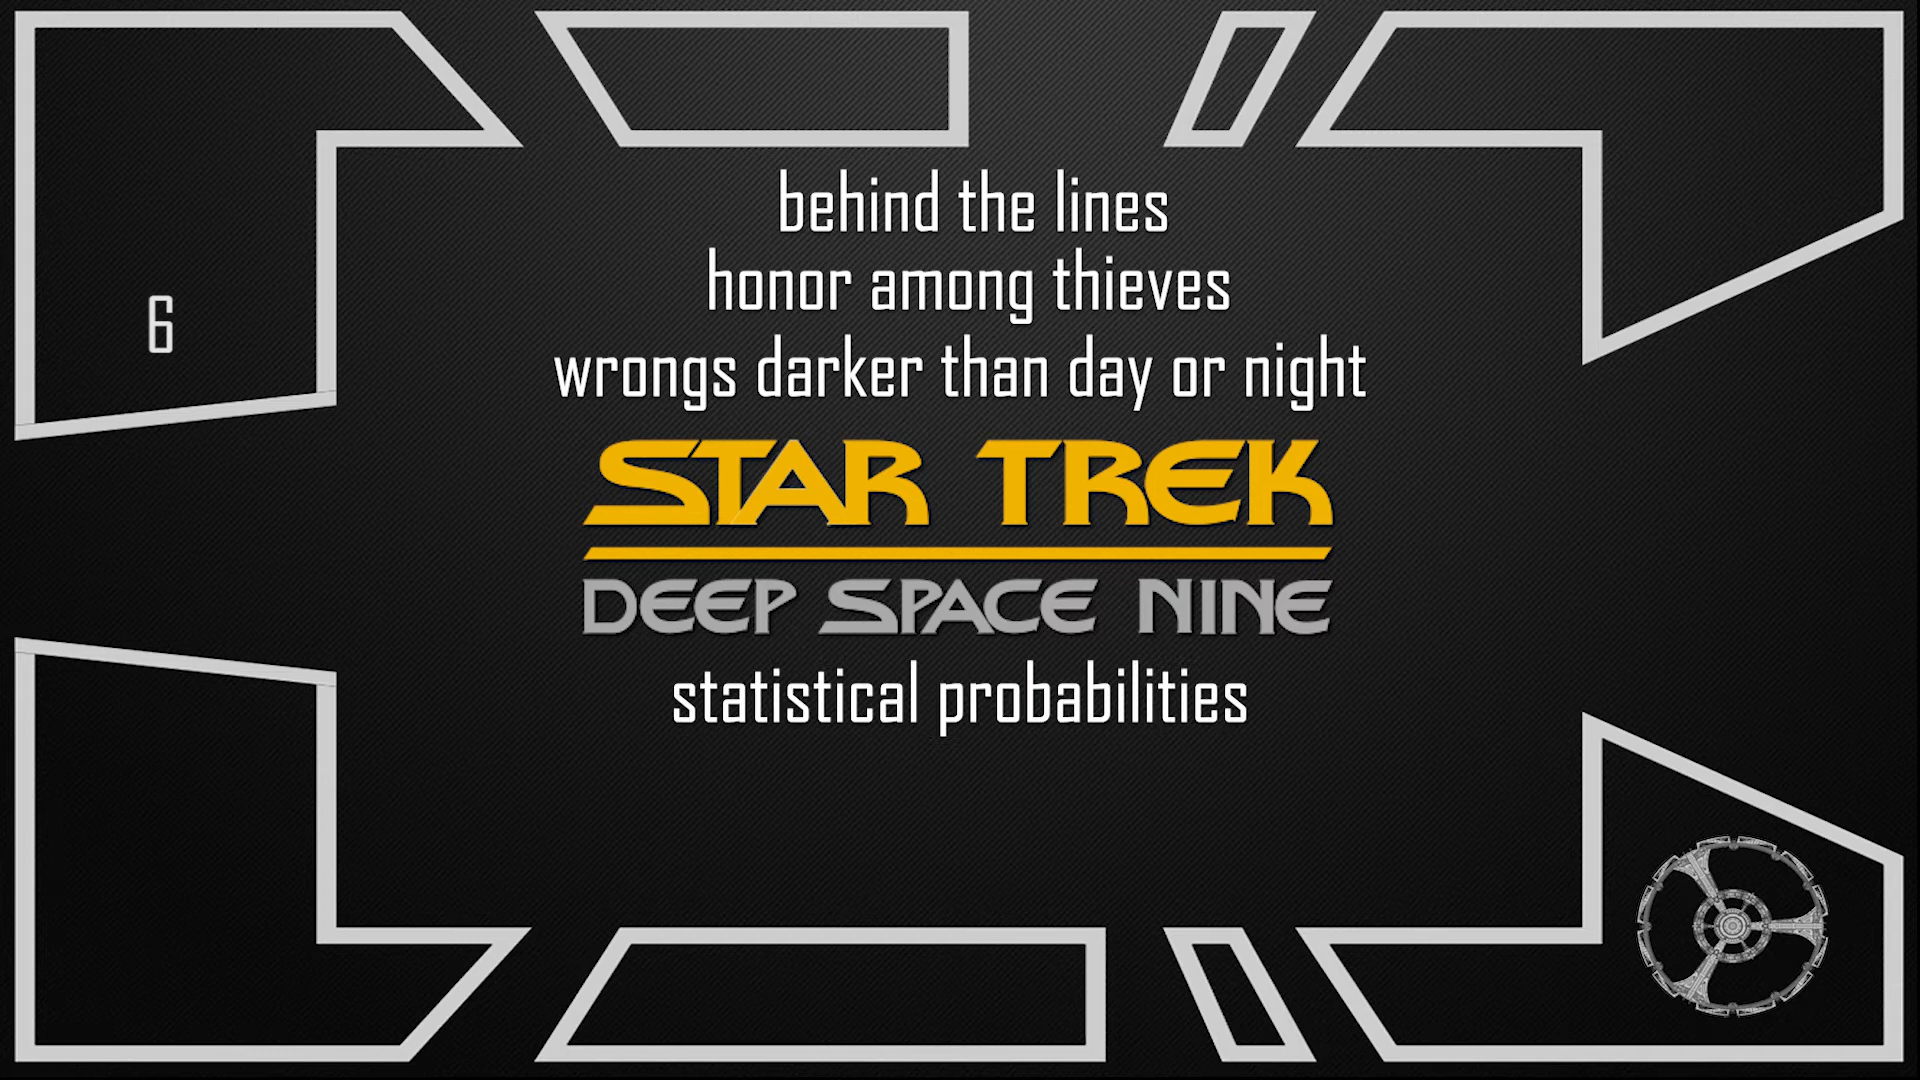 behind the lines
honor among thieves
6
wrongs darker than day or night
STAR TREK
DEEP SPACE NINE
statistical probabilities